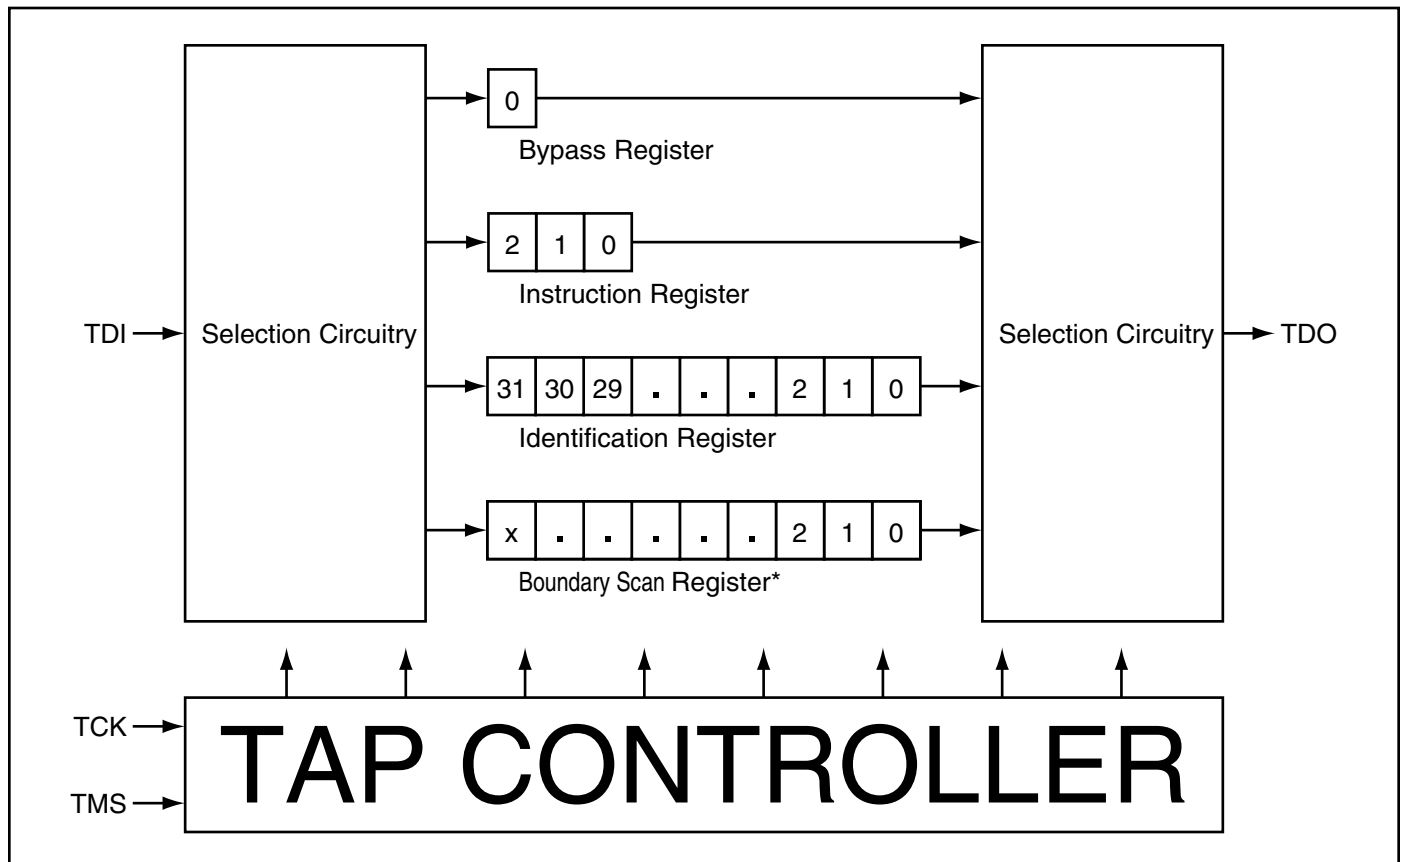 0
Bypass Register
2 1 0
Instruction Register
TDI
Selection Circuitry
Selection Circuitry
TDO
31 30 29 . . . 2 1 0
Identification Register
x . . . . . 2 1 0
Boundary Scan Register*
TCK
TMS
TAP CONTROLLER